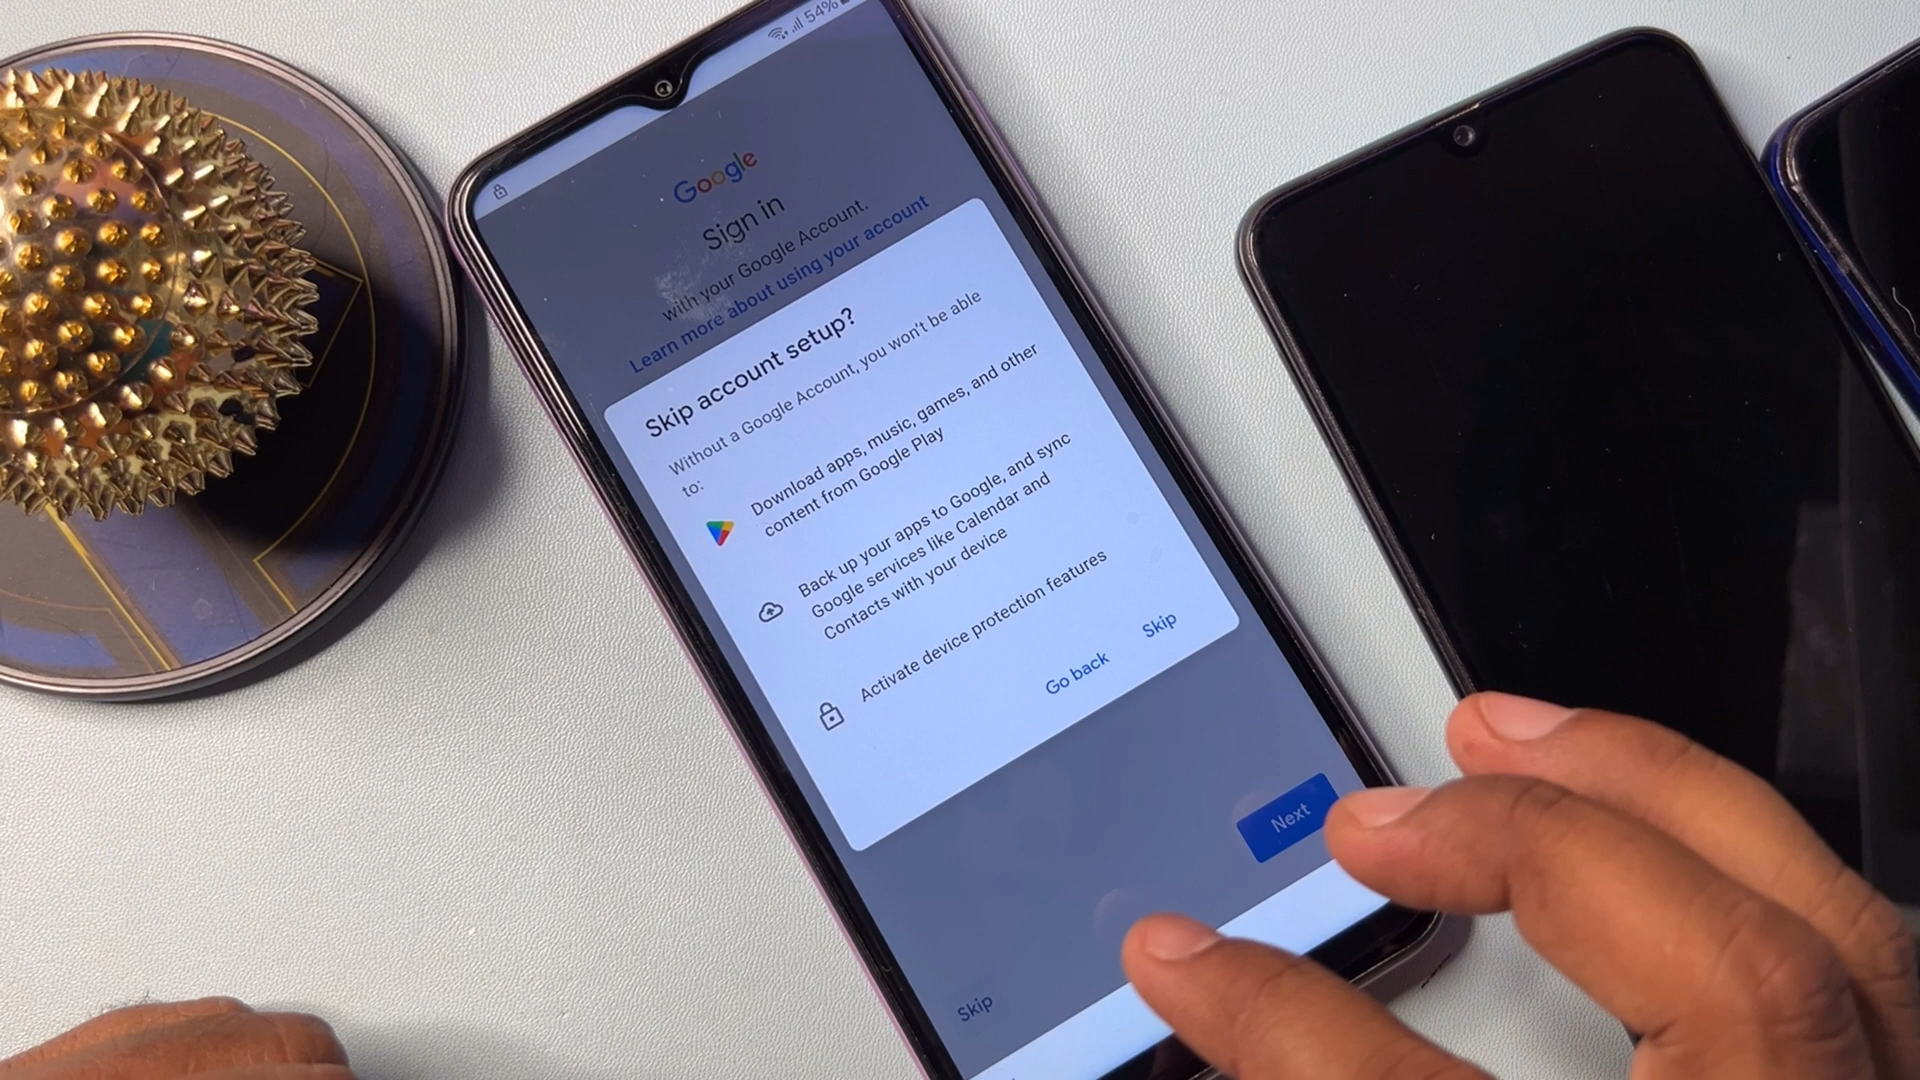 54%
Google
Sign in
with your Google Account.
Learn more about using your account
Skip account setup?
Without a Google Account, you won't be able
to:
Download apps, music, games, and other
content from Google Play
Back up your apps to Google, and sync
Google services like Calendar and
Contacts with your device
Activate device protection features
Go back
Skip
Next
Skip